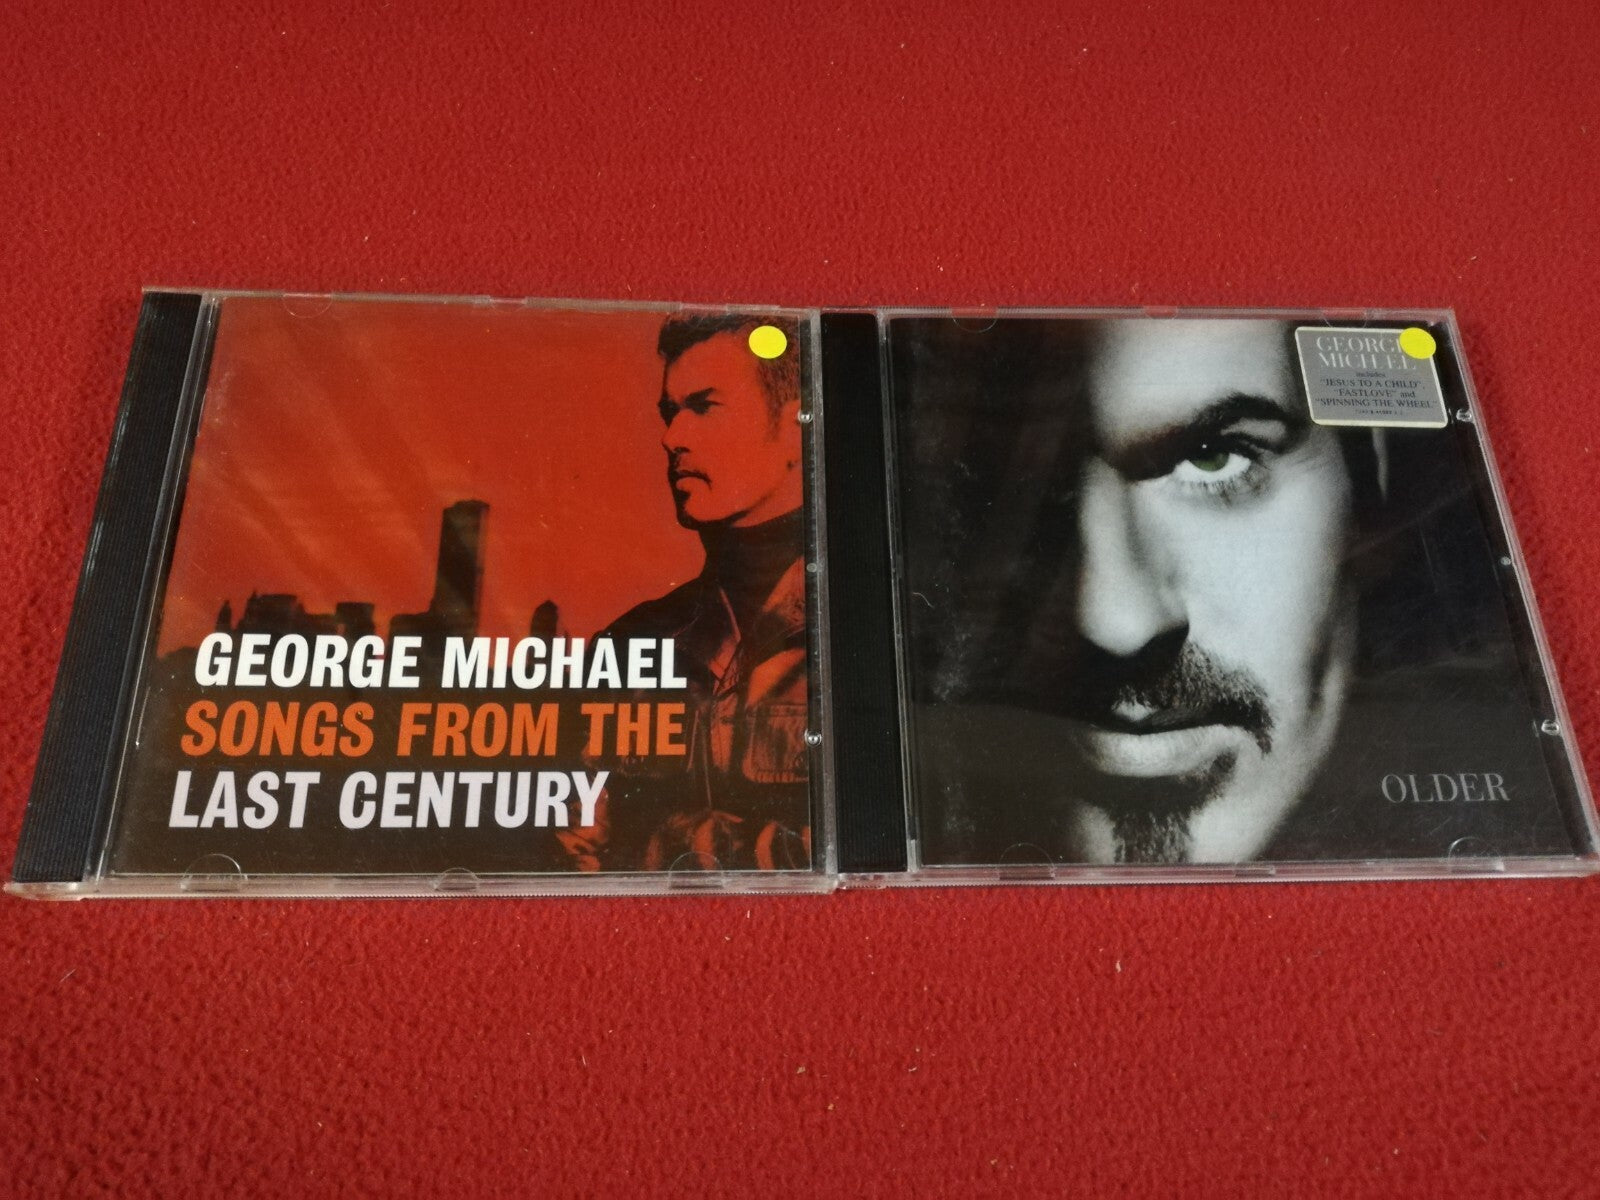 GEORGE MICHAEL
SONGS FROM THE
LAST CENTURY
GEORGE
MICHAEL
includes
"JESUS TO A CHILD",
"FASTLOVE" and
"SPINNING THE WHEEL"
OLDER